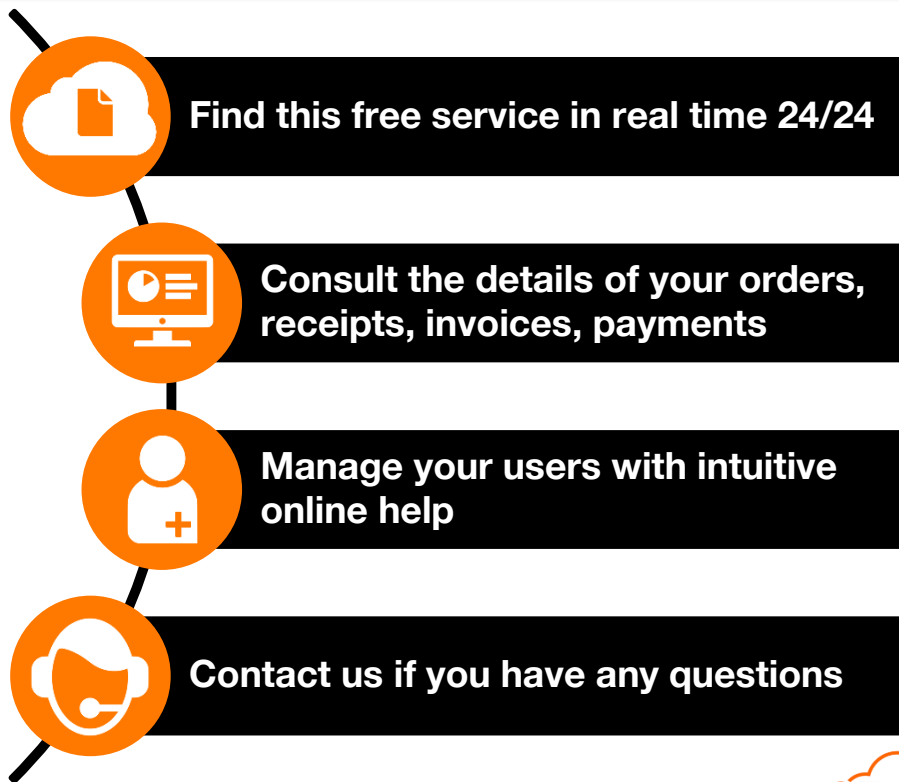 Find this free service in real time 24/24
Consult the details of your orders,
receipts, invoices, payments
Manage your users with intuitive
online help
Contact us if you have any questions